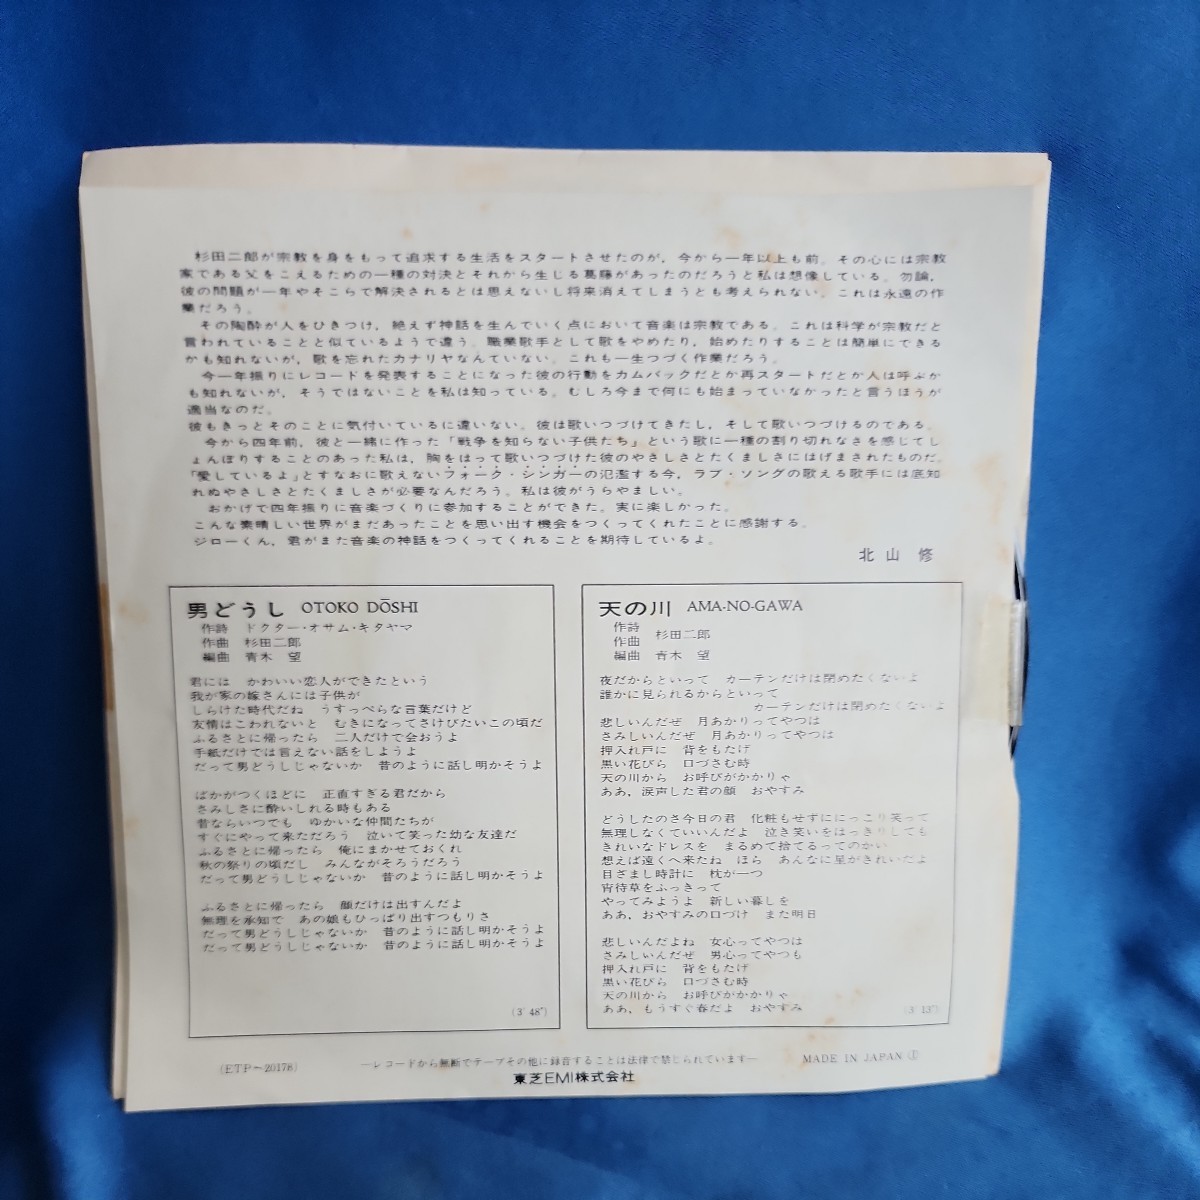 杉田二郎が宗教を身をもって追求する生活をスタートさせたのが，今から一年以上も前。その心には宗教
家である父をこえるための一種の対決とそれから生じる葛藤があったのだろうと私は想像している。勿論，
彼の問題が一年やそこらで解決されるとは思えないし将来消えてしまうとも考えられない。これは永遠の作
業だろう。
その陶酔が人をひきつけ，絶えず神話を生んでいく点において音楽は宗教である。これは科学が宗教だと
言われていることと似ているようで違う。職業歌手として歌をやめたり，始めたりすることは簡単にできる
かも知れないが，歌を忘れたカナリヤなんていない。これも一生つづく作業だろう。
今一年振りにレコードを発表することになった彼の行動をカムバックだとか再スタートだとか人は呼ぶか
も知れないが，そうではないことを私は知っている。むしろ今まで何にも始まっていなかったと言うほうが
適当なのだ。
彼もきっとそのことに気付いているに違いない。彼は歌いつづけてきたし，そして歌いつづけるのである。
今から四年前，彼と一緒に作った「戦争を知らない子供たち」という歌に一種の割り切れなさを感じてし
ょんぼりすることのあった私は，胸をはって歌いつづけた彼のやさしさとたくましさにはげまされたものだ。
「愛しているよ」とすなおに歌えないフォーク・シンガーの氾濫する今，ラブ・ソングの歌える歌手には底知
れぬやさしさとたくましさが必要なんだろう。私は彼がうらやましい。
おかげで四年振りに音楽づくりに参加することができた。実に楽しかった。
こんな素晴しい世界がまだあったことを思い出す機会をつくってくれたことに感謝する。
ジローくん，君がまた音楽の神話をつくってくれることを期待しているよ。
北山 修
男どうし OTOKO DŌSHI
作詩 ドクター・オサム・キタヤマ
作曲 杉田二郎
編曲 青木 望
君には かわいい恋人ができたという
我が家の嫁さんには子供が
しらけた時代だね うすっぺらな言葉だけど
友情はこわれないと むきになってさけびたいこの頃だ
ふるさとに帰ったら 二人だけで会おうよ
手紙だけでは言えない話をしようよ
だって男どうしじゃないか 昔のように話し明かそうよ
ばかがつくほどに 正直すぎる君だから
さみしさに酔いしれる時もある
昔ならいつでも ゆかいな仲間たちが
すぐにやって来ただろう 泣いて笑った幼な友達だ
ふるさとに帰ったら 俺にまかせておくれ
秋の祭りの頃だし みんながそろうだろう
だって男どうしじゃないか 昔のように話し明かそうよ
ふるさとに帰ったら 顔だけは出すんだよ
無理を承知で あの娘もひっぱり出すつもりさ
だって男どうしじゃないか 昔のように話し明かそうよ
だって男どうしじゃないか 昔のように話し明かそうよ
(3′48″)
天の川 AMA-NO-GAWA
作詩
作曲 杉田二郎
編曲 青木 望
夜だからといって カーテンだけは閉めたくないよ
誰かに見られるからといって
カーテンだけは閉めたくないよ
悲しいんだぜ 月あかりってやつは
さみしいんだぜ 月あかりってやつは
押入れ戸に 背をもたげ
黒い花びら 口づさむ時
天の川から お呼びがかかりゃ
ああ，涙声した君の顔 おやすみ
どうしたのさ今日の君 化粧もせずににっこり笑って
無理しなくていいんだよ 泣き笑いをはっきりしても
きれいなドレスを まるめて捨てるってのかい
想えば遠くへ来たね ほら あんなに星がきれいだよ
目ざまし時計に 枕が一つ
宵待草をふっきって
やってみようよ 新しい暮しを
ああ，おやすみの口づけ また明日
悲しいんだよね 女心ってやつは
さみしいんだぜ 男心ってやつも
押入れ戸に 背をもたげ
黒い花びら 口づさむ時
天の川から お呼びがかかりゃ
ああ，もうすぐ春だよ おやすみ
(3′13″)
(ETP－20178)
―レコードから無断でテープその他に録音することは法律で禁じられています―
MADE IN JAPAN
東芝EMI株式会社